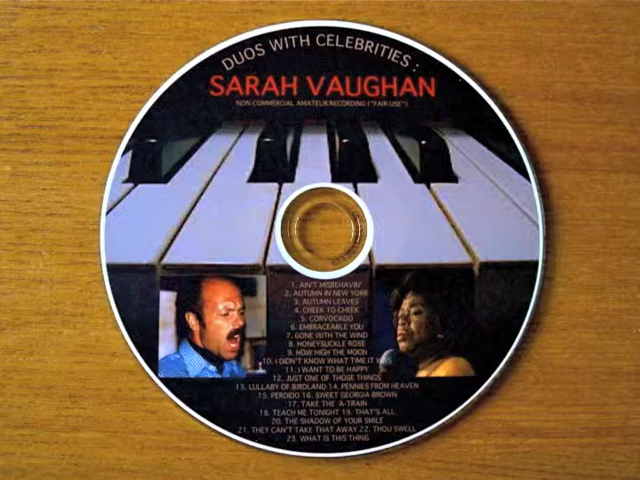 DUOS WITH CELEBRITIES :
SARAH VAUGHAN
NON COMMERCIAL AMATEUR RECORDING ("FAIR USE")
1. AIN'T MISBEHAVIN'
2. AUTUMN IN NEW YORK
3. AUTUMN LEAVES
4. CHEEK TO CHEEK
5. CORVOCADO
6. EMBRACEABLE YOU
7. GONE WITH THE WIND
8. HONEYSUCKLE ROSE
9. HOW HIGH THE MOON
10. I DIDN'T KNOW WHAT TIME IT WAS
11. I WANT TO BE HAPPY
12. JUST ONE OF THOSE THINGS
13. LULLABY OF BIRDLAND 14. PENNIES FROM HEAVEN
15. PERDIDO 16. SWEET GEORGIA BROWN
17. TAKE THE A-TRAIN
18. TEACH ME TONIGHT 19. THAT'S ALL
20. THE SHADOW OF YOUR SMILE
21. THEY CAN'T TAKE THAT AWAY 22. THOU SWELL
23. WHAT IS THIS THING